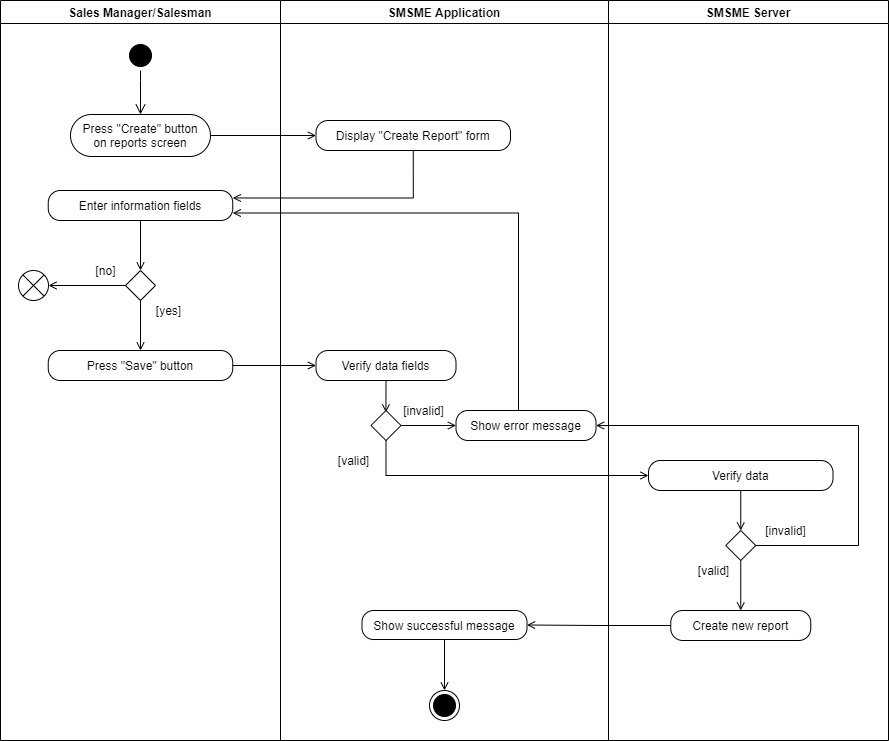 Sales Manager/Salesman
SMSME Application
SMSME Server
Press "Create" button
on reports screen
Display "Create Report" form
Enter information fields
[no]
[yes]
Press "Save" button
Verify data fields
[invalid]
Show error message
[valid]
Verify data
[invalid]
[valid]
Show successful message
Create new report